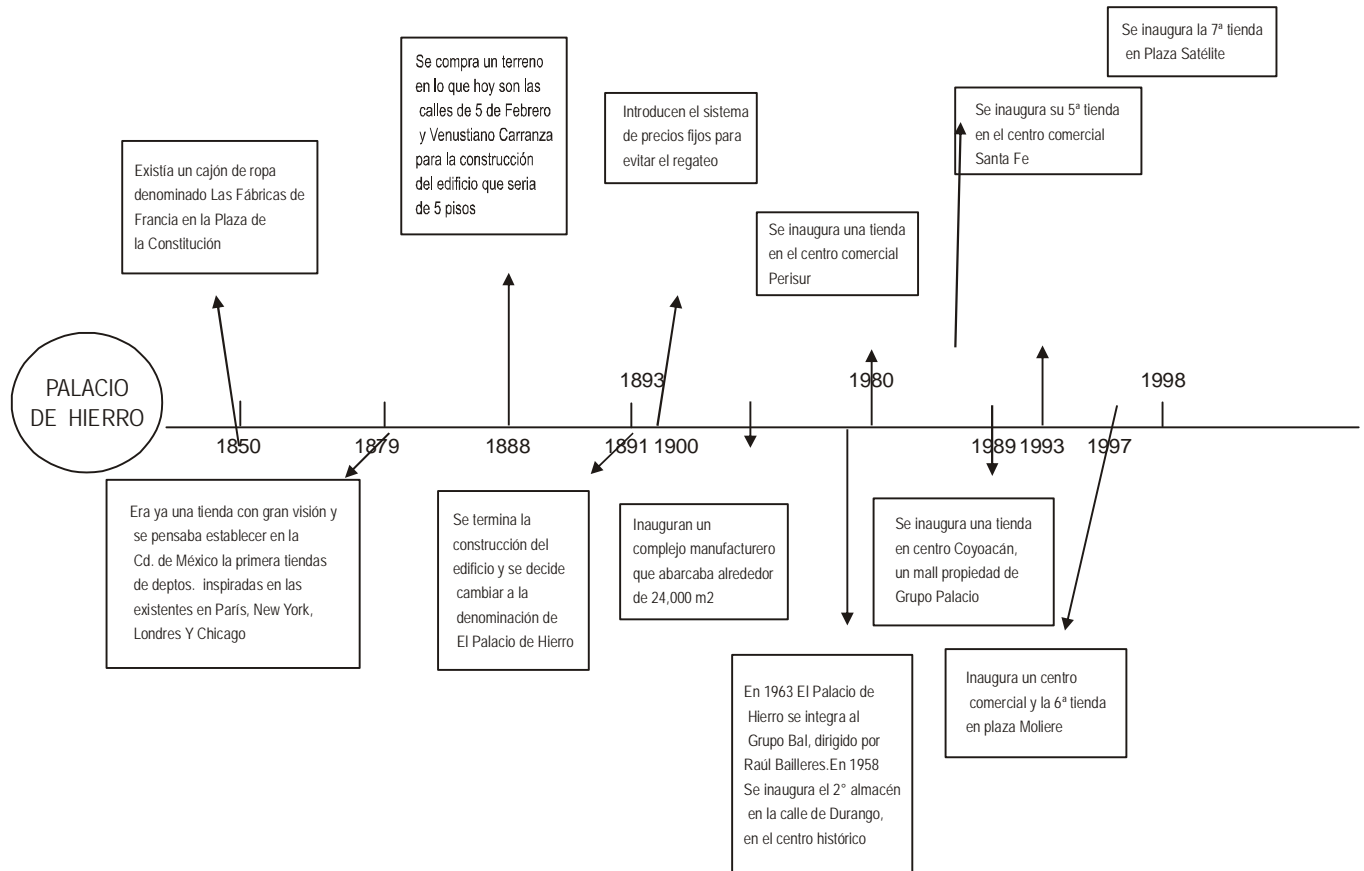 Se inaugura la 7ª tienda
en Plaza Satélite
Se compra un terreno
en lo que hoy son las
calles de 5 de Febrero
y Venustiano Carranza
para la construcción
del edificio que seria
de 5 pisos
Introducen el sistema
de precios fijos para
evitar el regateo
Se inaugura su 5ª tienda
en el centro comercial
Santa Fe
Existía un cajón de ropa
denominado Las Fábricas de
Francia en la Plaza de
la Constitución
Se inaugura una tienda
en el centro comercial
Perisur
PALACIO
DE HIERRO
1893
1980
1998
1850
1879
1888
1891
1900
1989
1993
1997
Era ya una tienda con gran visión y
se pensaba establecer en la
Cd. de México la primera tiendas
de deptos. inspiradas en las
existentes en París, New York,
Londres Y Chicago
Se termina la
construcción del
edificio y se decide
cambiar a la
denominación de
El Palacio de Hierro
Inauguran un
complejo manufacturero
que abarcaba alrededor
de 24,000 m2
Se inaugura una tienda
en centro Coyoacán,
un mall propiedad de
Grupo Palacio
En 1963 El Palacio de
Hierro se integra al
Grupo Bal, dirigido por
Raúl Bailleres.En 1958
Se inaugura el 2° almacén
en la calle de Durango,
en el centro histórico
Inaugura un centro
comercial y la 6ª tienda
en plaza Moliere